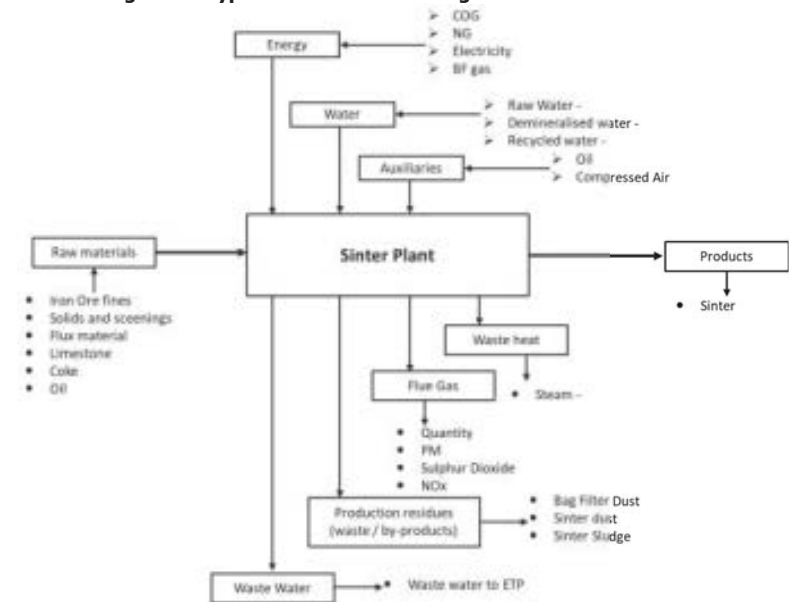 COG
NG
Energy
Electricity
BF gas
Raw Water -
Water
Demineralised water -
Recycled water -
Oil
Auxiliaries
Compressed Air
Raw materials
Sinter Plant
Products
Iron Ore fines
Solids and sceenings
Flux material
Limestone
Coke
Oil
Sinter
Waste heat
Flue Gas
Steam -
Quantity
PM
Sulphur Dioxide
NOx
Production residues
(waste / by-products)
Bag Filter Dust
Sinter dust
Sinter Sludge
Waste Water
Waste water to ETP